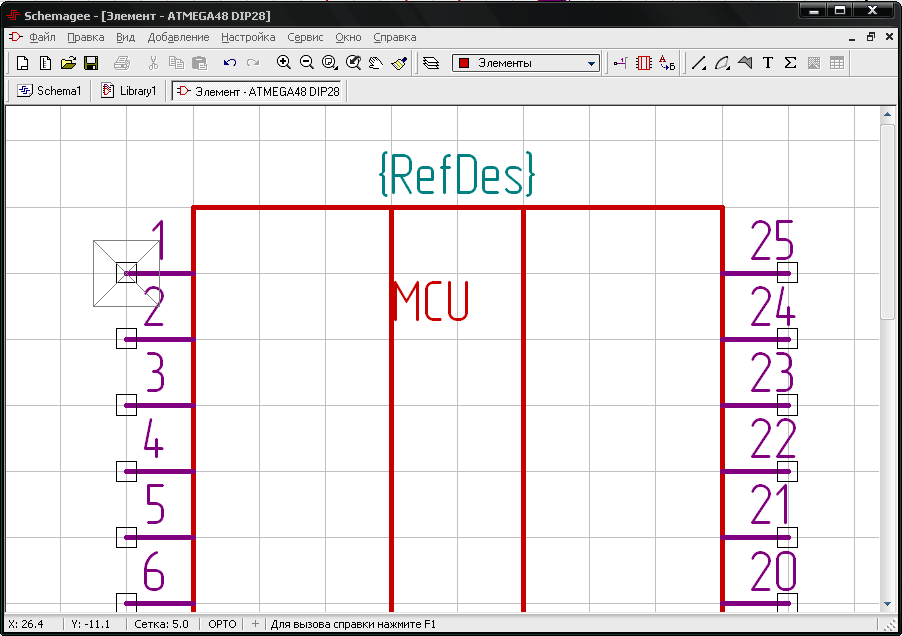 Schemagee - [Элемент - ATMEGA48 DIP28]
Файл Правка Вид Добавление Настройка Сервис Окно Справка
Элементы
А Б T Σ
Schema1 Library1 Элемент - ATMEGA48 DIP28
{RefDes}
1 25
MCU
2 24
3 23
4 22
5 21
6 20
X: 26.4 Y: -11.1 Сетка: 5.0 ОРТО Для вызова справки нажмите F1